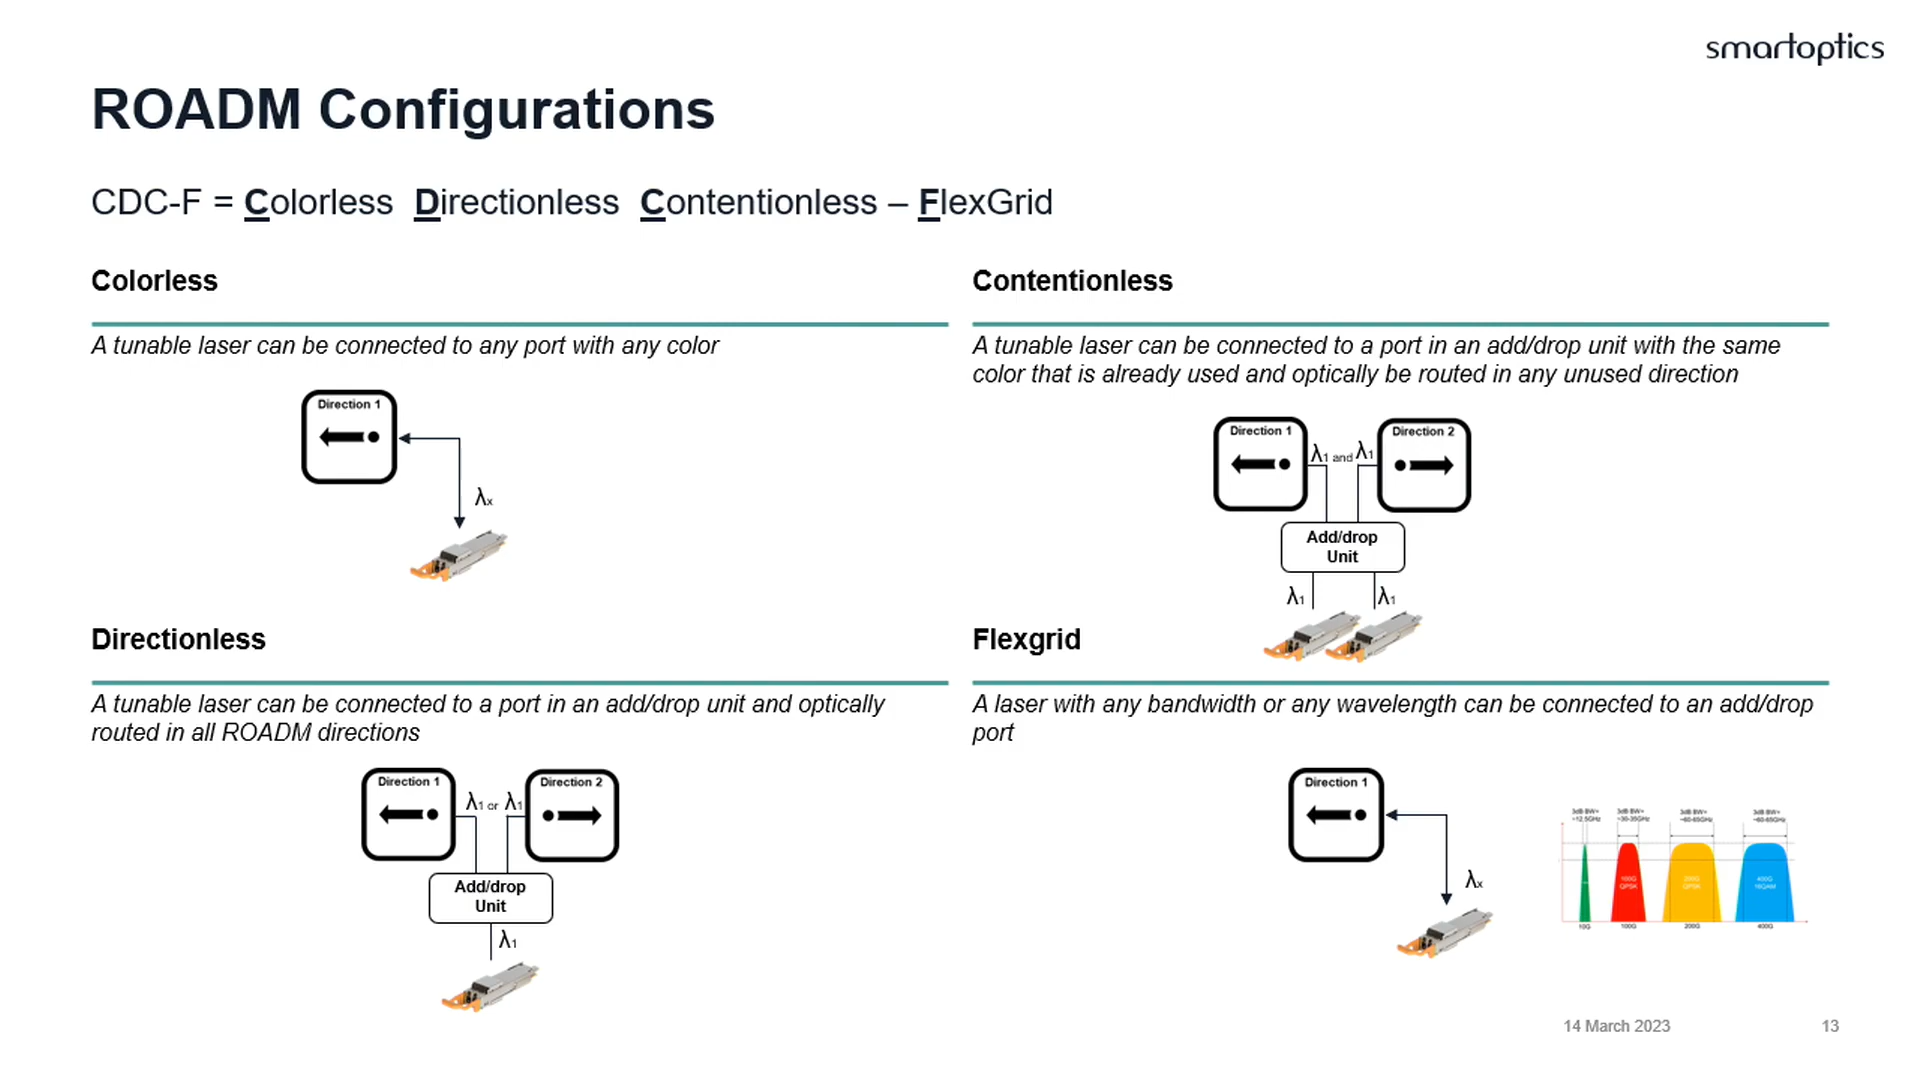 smartoptics
ROADM Configurations
CDC-F = Colorless Directionless Contentionless – FlexGrid
Colorless
A tunable laser can be connected to any port with any color
Direction 1
λx
Contentionless
A tunable laser can be connected to a port in an add/drop unit with the same
color that is already used and optically be routed in any unused direction
Direction 1
λ1 and λ1
Direction 2
Add/drop
Unit
λ1
λ1
Directionless
A tunable laser can be connected to a port in an add/drop unit and optically
routed in all ROADM directions
Direction 1
λ1 or λ1
Direction 2
Add/drop
Unit
λ1
Flexgrid
A laser with any bandwidth or any wavelength can be connected to an add/drop
port
Direction 1
λx
3dB BW=
~12.5GHz
3dB BW=
~30-35GHz
3dB BW=
~60-65GHz
3dB BW=
~60-65GHz
100G
QPSK
200G
QPSK
400G
16QAM
10G
100G
200G
400G
14 March 2023
13